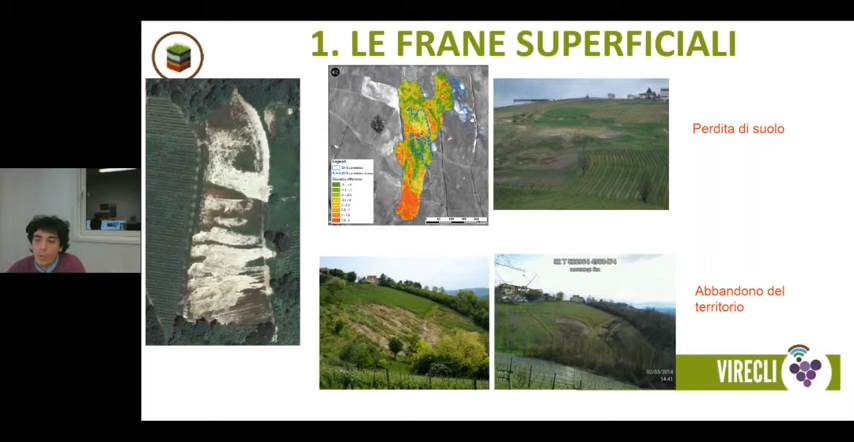 1. LE FRANE SUPERFICIALI
Perdita di suolo
Abbandono del
territorio
Legend
02/03/2014
14:41
VIRECLI